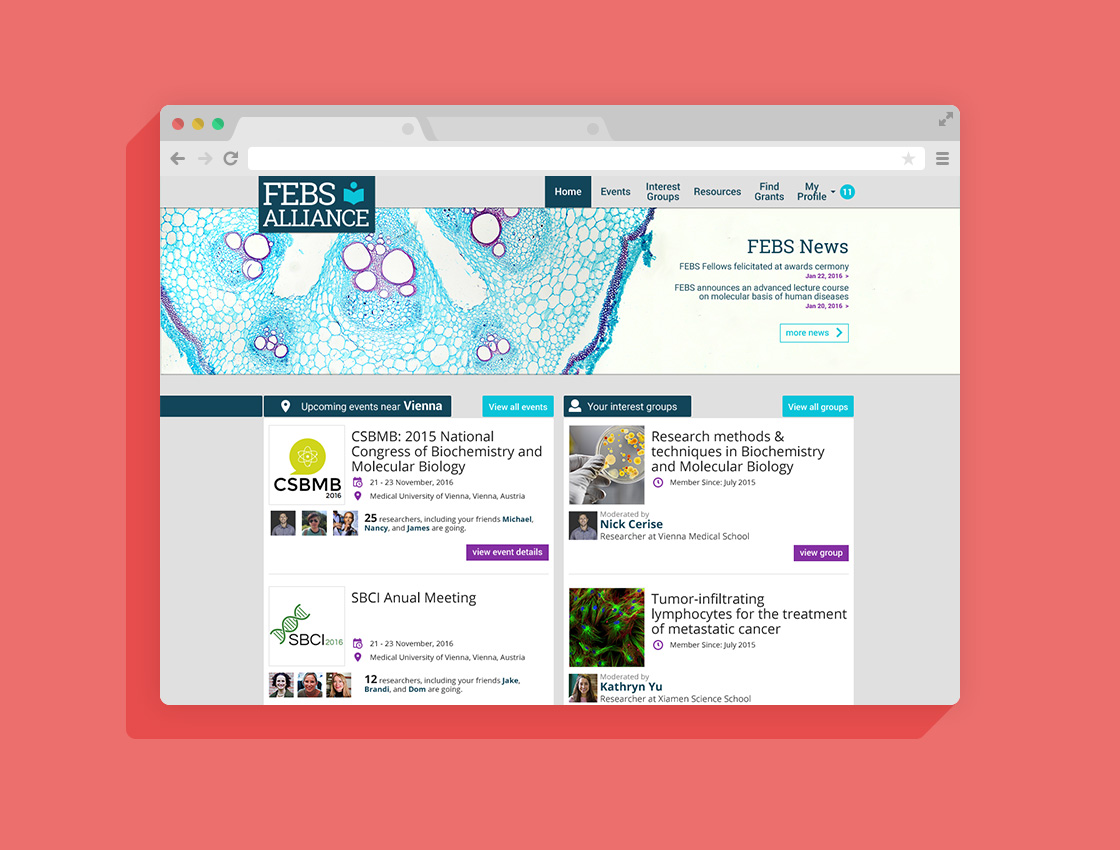 FEBS
ALLIANCE
Home
Events
Interest
Groups
Resources
Find
Grants
My
Profile
11
FEBS News
FEBS Fellows felicitated at awards cermony
Jan 22, 2016 >
FEBS announces an advanced lecture course
on molecular basis of human diseases
Jan 20, 2016 >
more news
Upcoming events near Vienna
View all events
CSBMB
2016
CSBMB: 2015 National
Congress of Biochemistry and
Molecular Biology
21 - 23 November, 2016
Medical University of Vienna, Vienna, Austria
25 researchers, including your friends Michael,
Nancy, and James are going.
view event details
SBCI 2016
SBCI Anual Meeting
21 - 23 November, 2016
Medical University of Vienna, Vienna, Austria
12 researchers, including your friends Jake,
Brandi, and Dom are going.
Your interest groups
View all groups
Research methods &
techniques in Biochemistry
and Molecular Biology
Member Since: July 2015
Moderated by
Nick Cerise
Researcher at Vienna Medical School
view group
Tumor-infiltrating
lymphocytes for the treatment
of metastatic cancer
Member Since: July 2015
Moderated by
Kathryn Yu
Researcher at Xiamen Science School